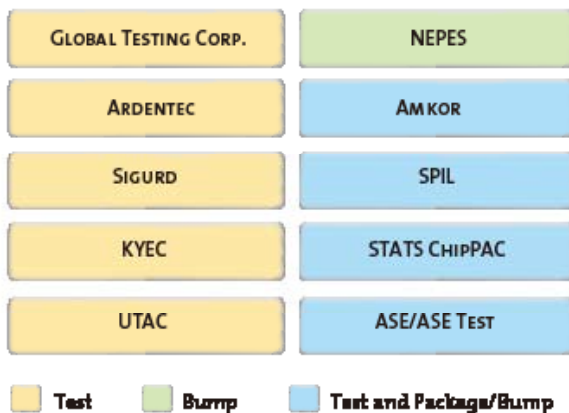 GLOBAL TESTING CORP.
NEPES
ARDENTEC
AMKOR
SIGURD
SPIL
KYEC
STATS CHIPPAC
UTAC
ASE/ASE TEST
Test
Bump
Test and Package/Bump